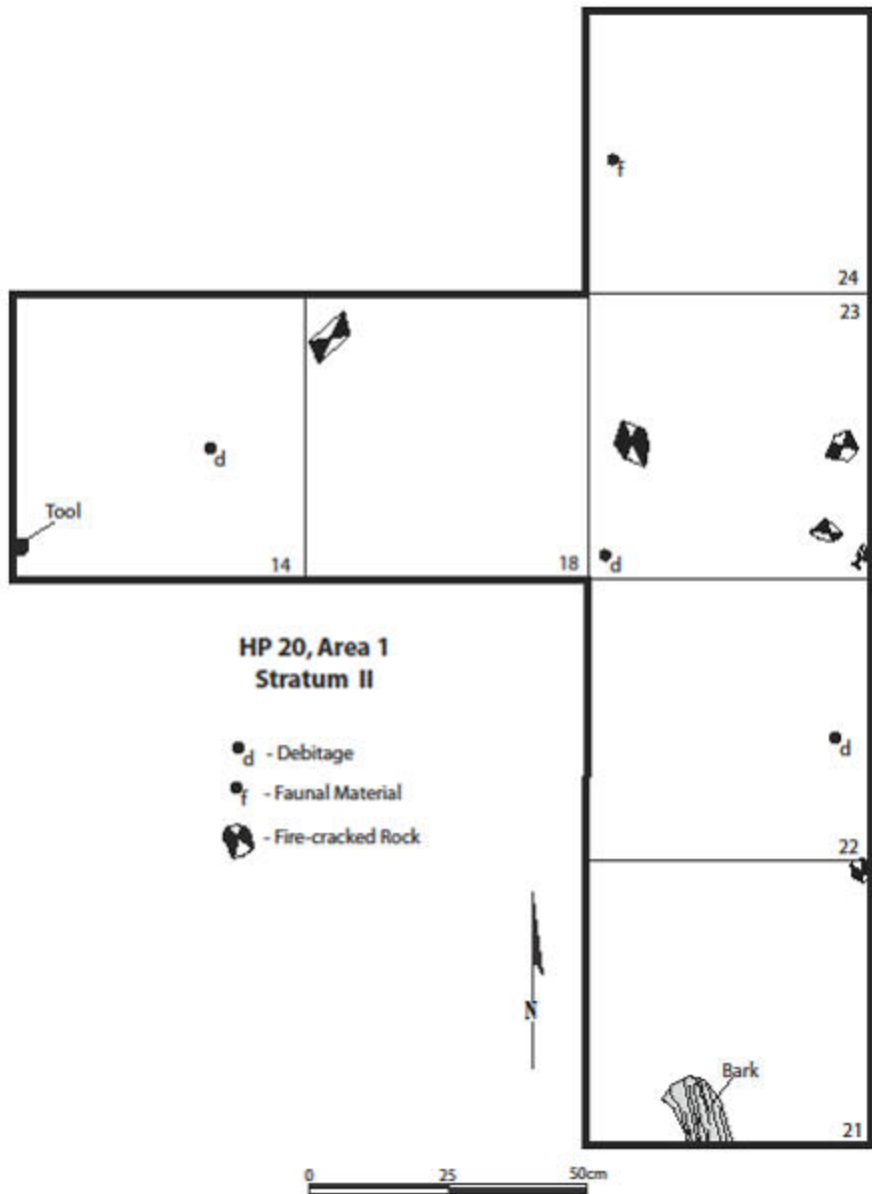 f
24
23
d
Tool
14
18
d
HP 20, Area 1
Stratum II
d - Debitage
d
f - Faunal Material
- Fire-cracked Rock
22
N
Bark
21
0 25 50cm